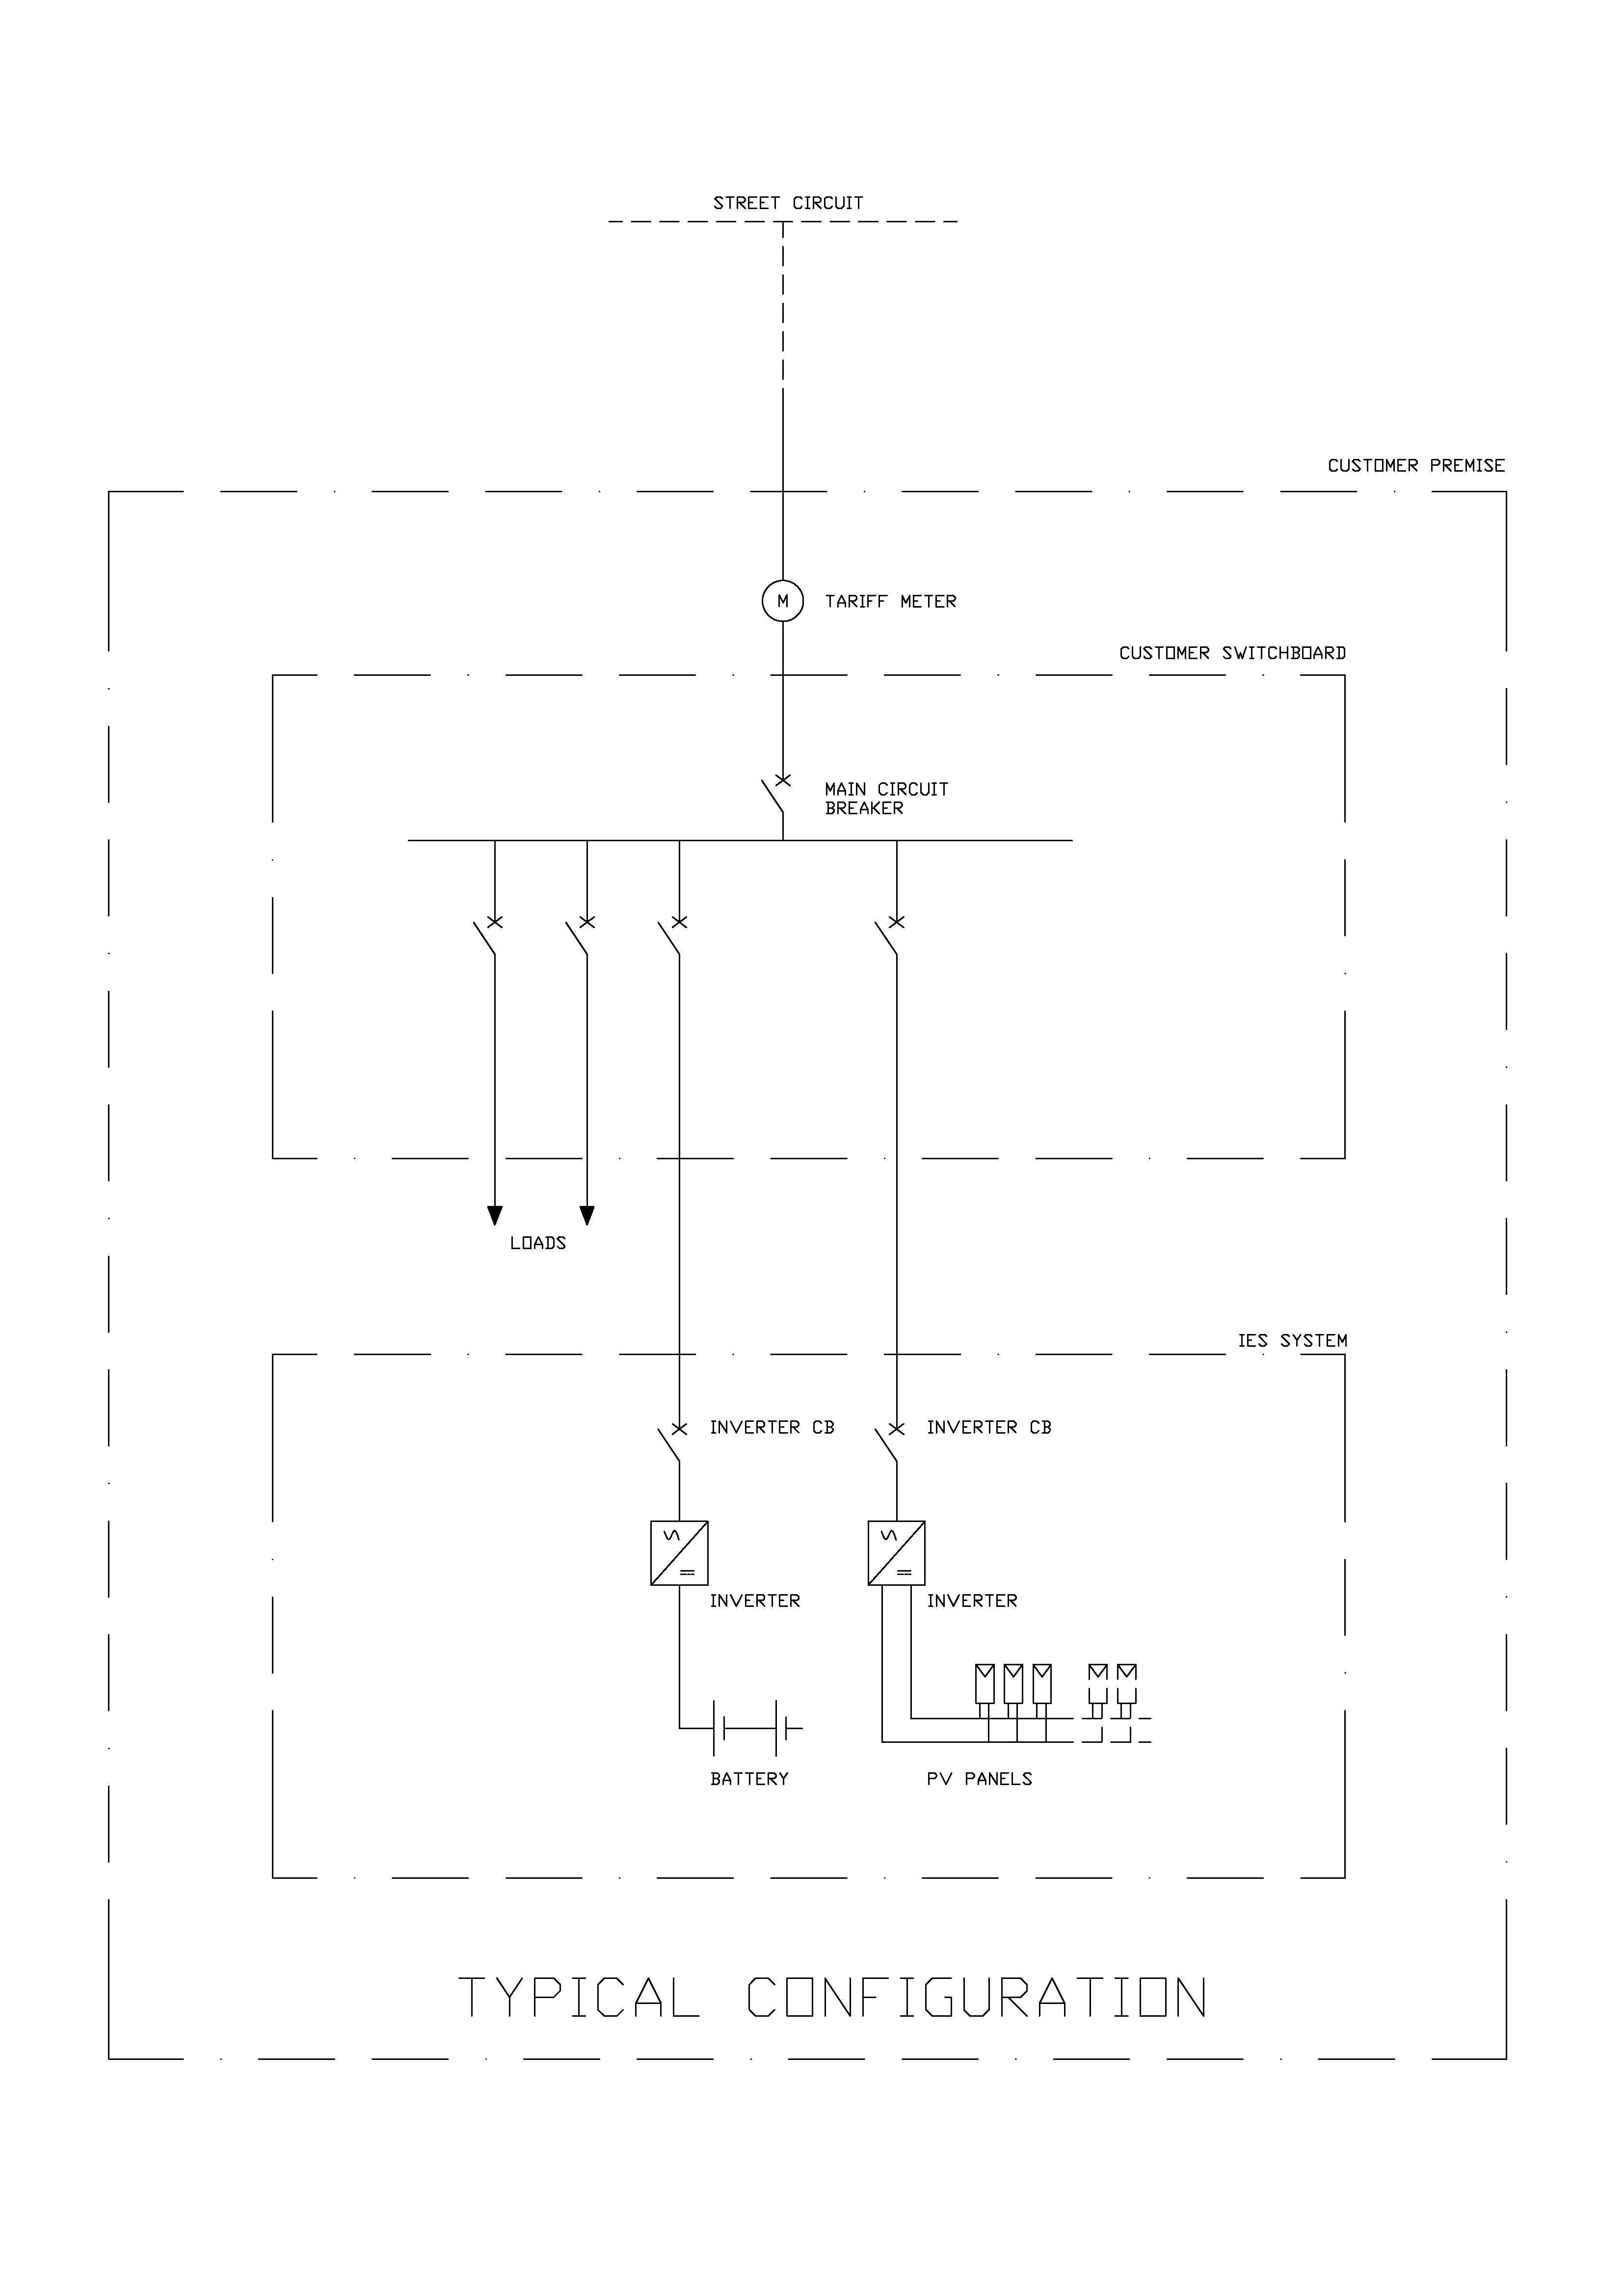 STREET CIRCUIT
CUSTOMER PREMISE
M
TARIFF METER
CUSTOMER SWITCHBOARD
MAIN CIRCUIT
BREAKER
LOADS
IES SYSTEM
INVERTER CB
INVERTER CB
INVERTER
INVERTER
BATTERY
PV PANELS
TYPICAL CONFIGURATION